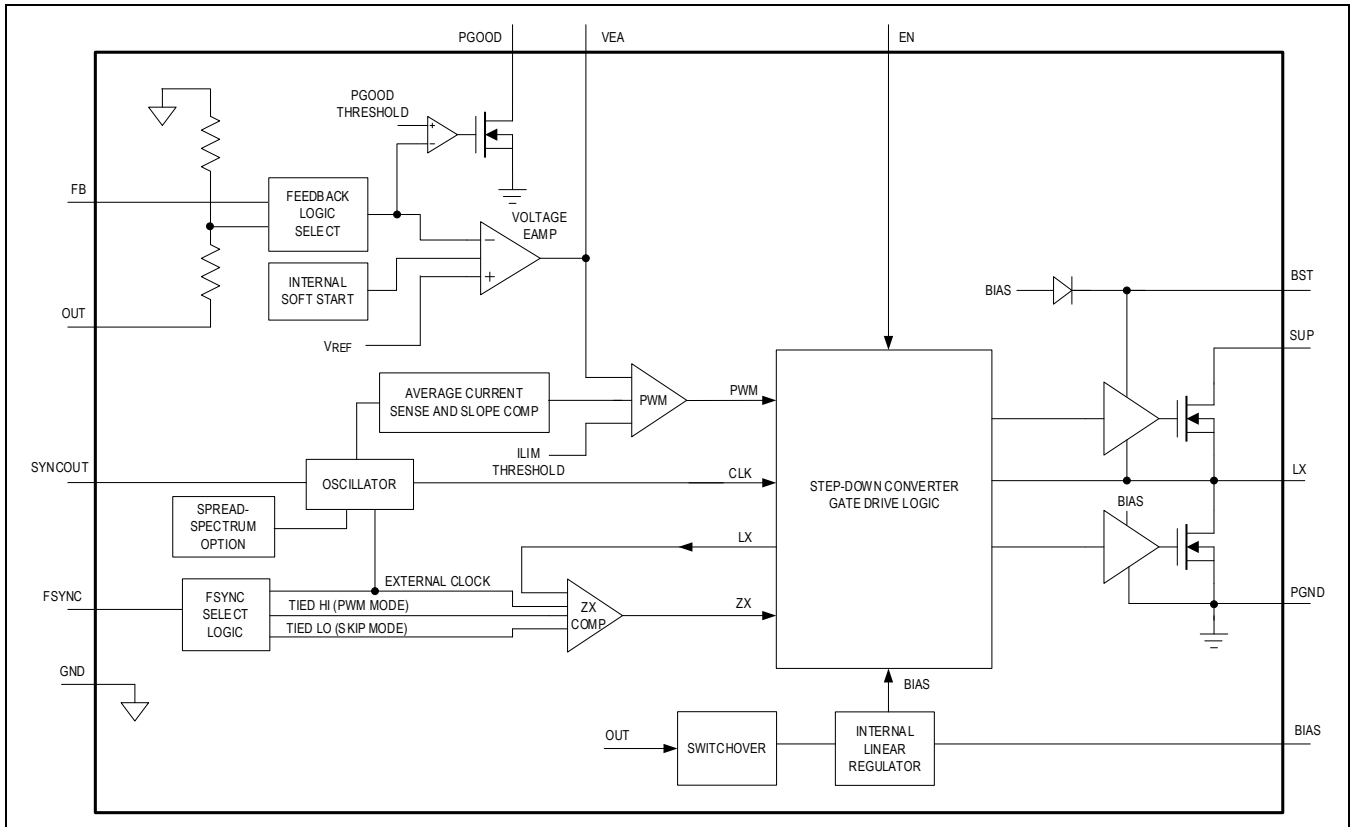 PGOOD
VEA
EN
PGOOD
THRESHOLD
+
−
FB
FEEDBACK
LOGIC
SELECT
VOLTAGE
EAMP
−
+
INTERNAL
SOFT START
OUT
VREF
BIAS
BST
SUP
AVERAGE CURRENT
SENSE AND SLOPE COMP
PWM
PWM
ILIM
THRESHOLD
SYNCOUT
OSCILLATOR
CLK
STEP-DOWN CONVERTER
GATE DRIVE LOGIC
LX
SPREAD-
SPECTRUM
OPTION
LX
BIAS
FSYNC
FSYNC
SELECT
LOGIC
EXTERNAL CLOCK
TIED HI (PWM MODE)
TIED LO (SKIP MODE)
ZX
COMP
ZX
PGND
GND
BIAS
OUT
SWITCHOVER
INTERNAL
LINEAR
REGULATOR
BIAS